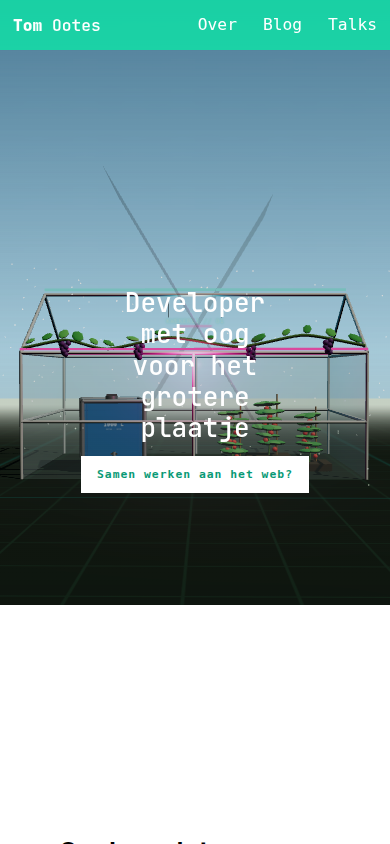 Tom Ootes
Over
Blog
Talks
Developer
met oog
voor het
grotere
plaatje
Samen werken aan het web?